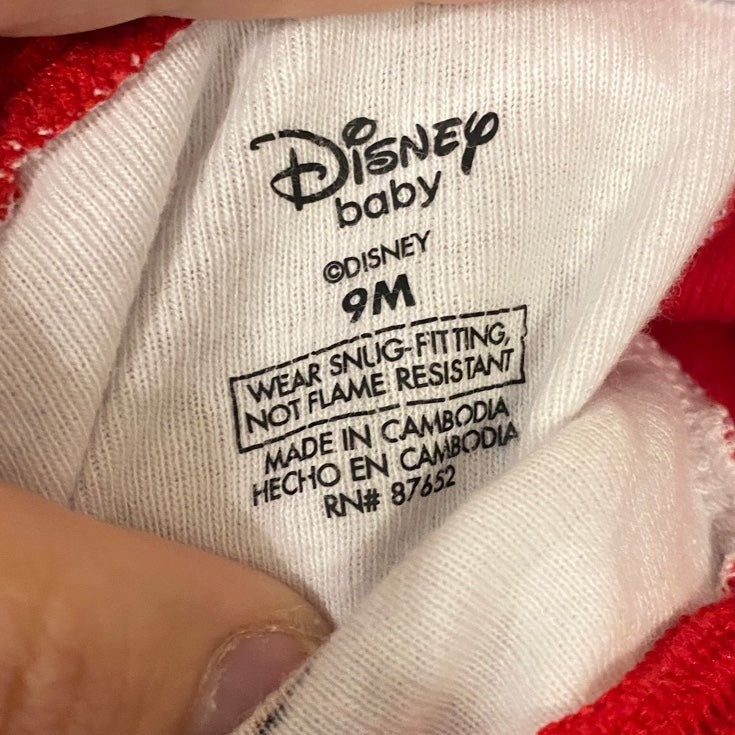 Disney
baby
©DISNEY
9M
WEAR SNUG-FITTING,
NOT FLAME RESISTANT
MADE IN CAMBODIA
HECHO EN CAMBODIA
RN# 87652